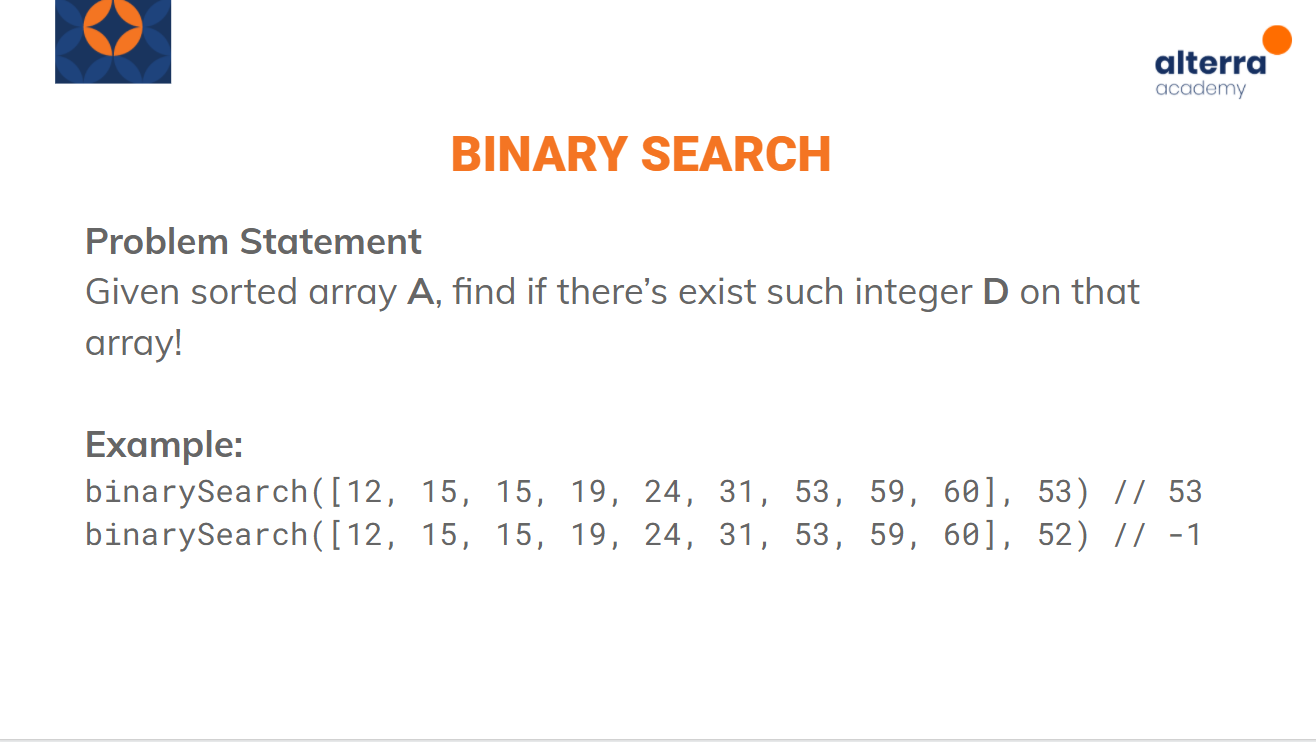 alterra
academy
BINARY SEARCH
Problem Statement
Given sorted array A, find if there’s exist such integer D on that
array!
Example:
binarySearch([12, 15, 15, 19, 24, 31, 53, 59, 60], 53) // 53
binarySearch([12, 15, 15, 19, 24, 31, 53, 59, 60], 52) // -1